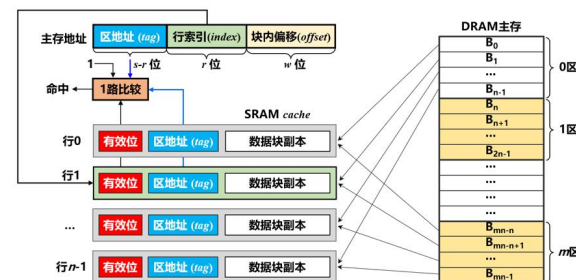 DRAM主存
主存地址 区地址 (tag) 行索引(index) 块内偏移(offset)
1 s-r 位 r 位 w 位
命中 1路比较
SRAM cache
行0 有效位 区地址 (tag) 数据块副本
行1 有效位 区地址 (tag) 数据块副本
... 有效位 区地址 (tag) 数据块副本
行n-1 有效位 区地址 (tag) 数据块副本
B0
B1
...
Bn-1
0区
Bn
Bn+1
...
B2n-1
1区
...
...
...
Bmn-n
Bmn-n+1
...
Bmn-1
m区